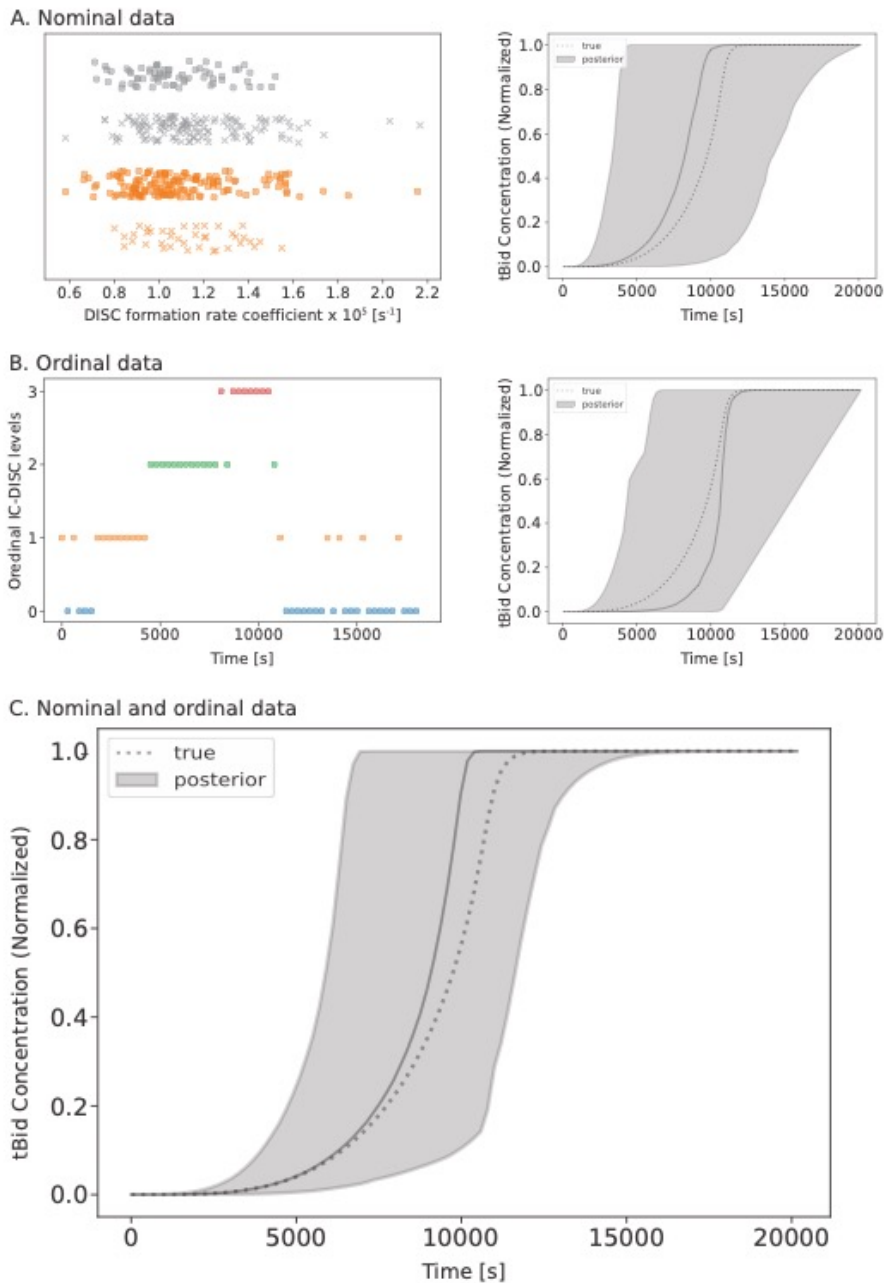 A. Nominal data
1.0
0.8
0.6
0.4
0.2
0.0
tBid Concentration (Normalized)
true
posterior
0.6 0.8 1.0 1.2 1.4 1.6 1.8 2.0 2.2
DISC formation rate coefficient x 10⁵ [s⁻¹]
0 5000 10000 15000 20000
Time [s]
B. Ordinal data
3
2
1
0
Oredinal IC-DISC levels
0 5000 10000 15000
Time [s]
1.0
0.8
0.6
0.4
0.2
0.0
tBid Concentration (Normalized)
true
posterior
0 5000 10000 15000 20000
Time [s]
C. Nominal and ordinal data
1.0
0.8
0.6
0.4
0.2
0.0
tBid Concentration (Normalized)
true
posterior
0 5000 10000 15000 20000
Time [s]